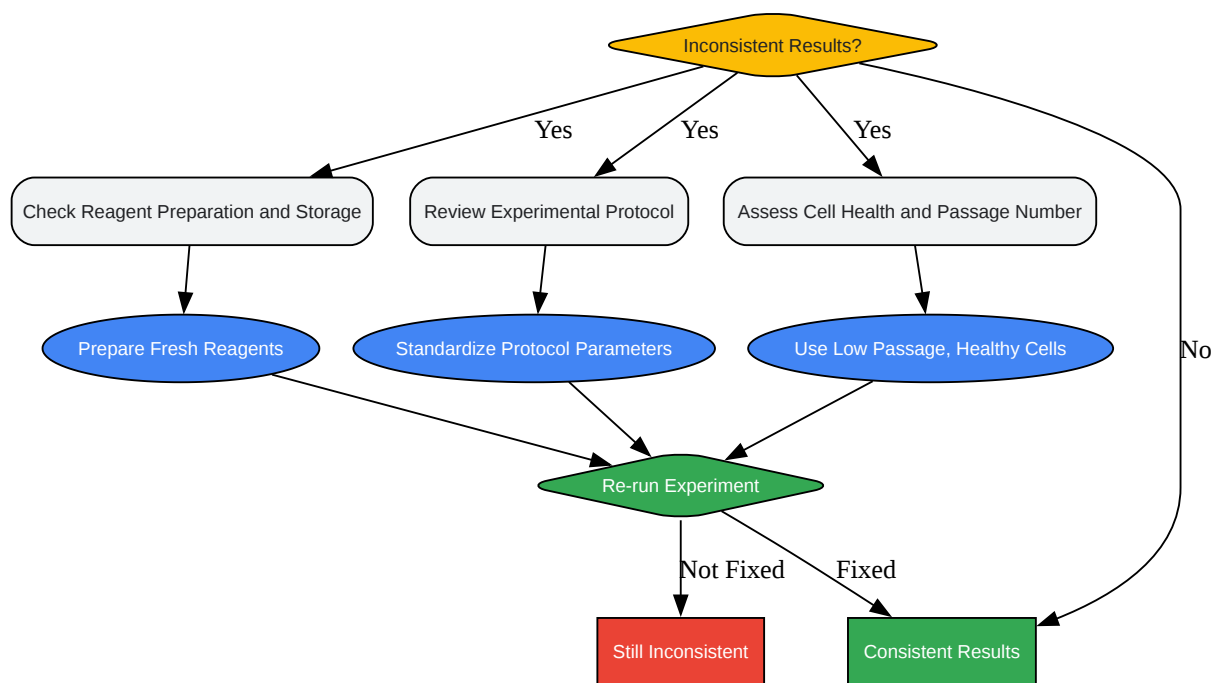 Inconsistent Results?
Yes
Yes
Yes
Check Reagent Preparation and Storage
Review Experimental Protocol
Assess Cell Health and Passage Number
Prepare Fresh Reagents
Standardize Protocol Parameters
Use Low Passage, Healthy Cells
No
Re-run Experiment
Not Fixed
Fixed
Still Inconsistent
Consistent Results